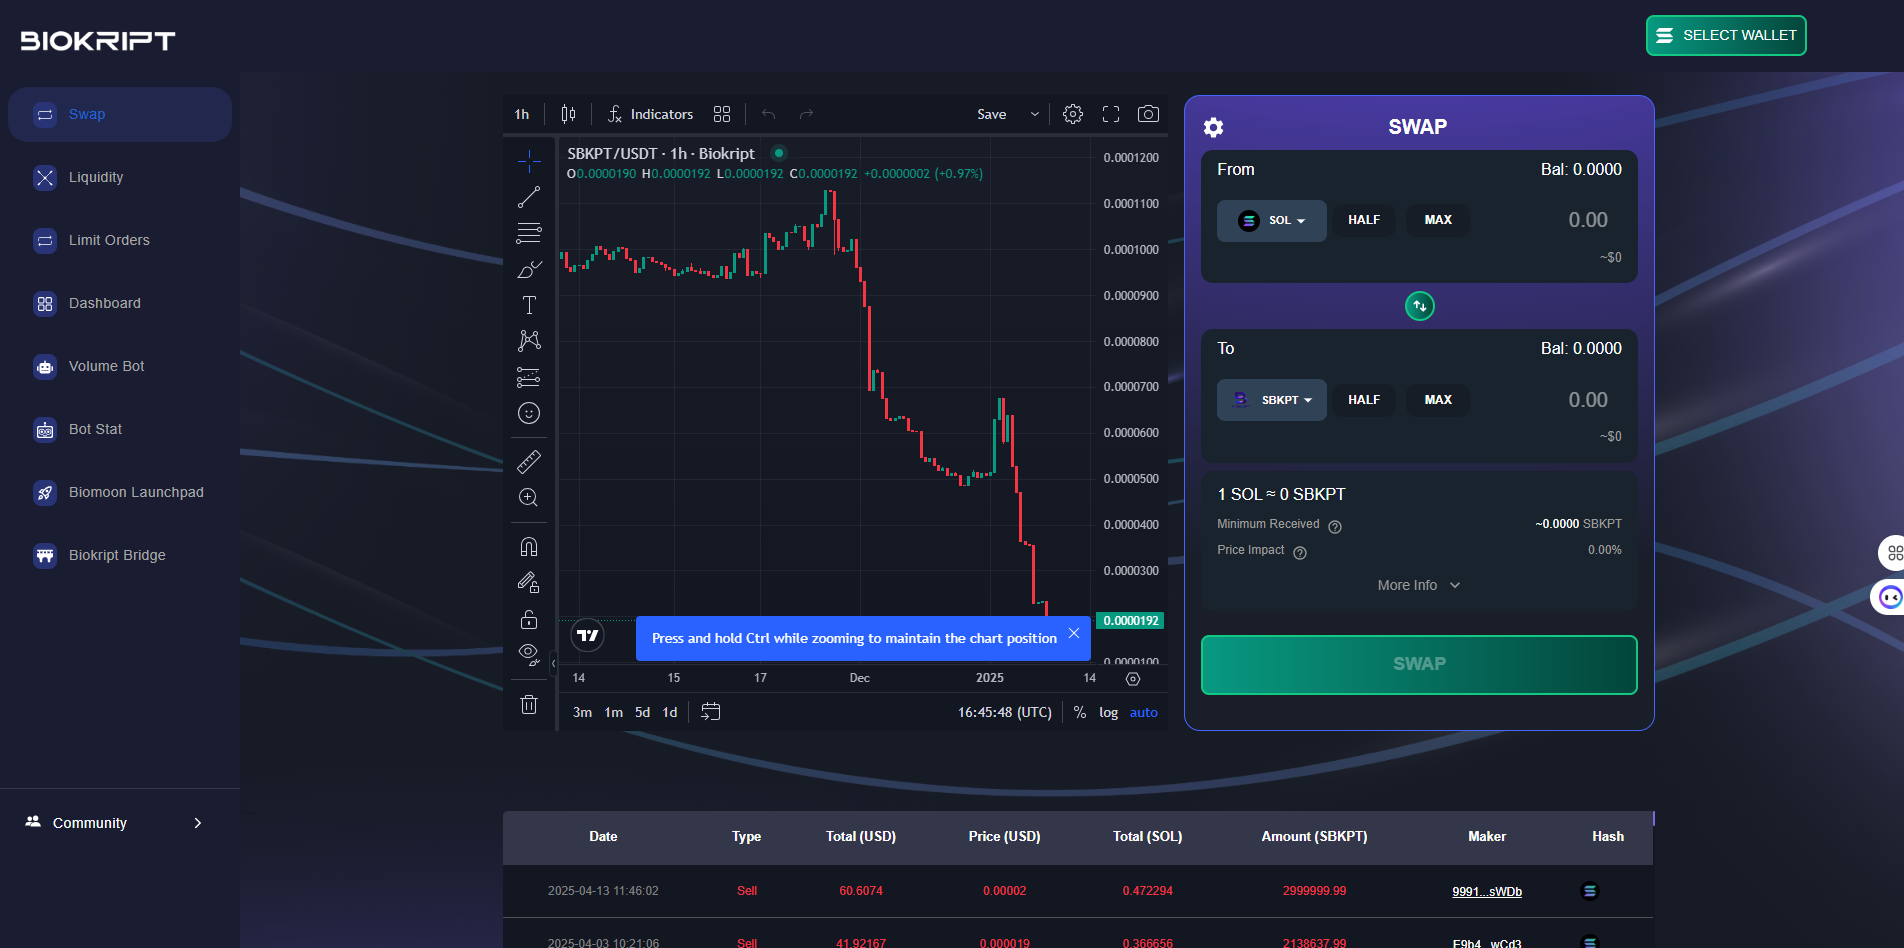 BIOKRIPT
SELECT WALLET
Swap
Liquidity
Limit Orders
Dashboard
Volume Bot
Bot Stat
Biomoon Launchpad
Biokript Bridge
Community
1h
Indicators
Save
SBKPT/USDT · 1h · Biokript
O0.0000190 H0.0000192 L0.0000192 C0.0000192 +0.0000002 (+0.97%)
0.0001200
0.0001100
0.0001000
0.0000900
0.0000800
0.0000700
0.0000600
0.0000500
0.0000400
0.0000300
0.0000192
0.0000100
Press and hold Ctrl while zooming to maintain the chart position
14 15 17 Dec 2025 14
3m 1m 5d 1d
16:45:48 (UTC) % log auto
SWAP
From Bal: 0.0000
SOL HALF MAX 0.00
~$0
To Bal: 0.0000
SBKPT HALF MAX 0.00
~$0
1 SOL ≈ 0 SBKPT
Minimum Received ~0.0000 SBKPT
Price Impact 0.00%
More Info
SWAP
Date Type Total (USD) Price (USD) Total (SOL) Amount (SBKPT) Maker Hash
2025-04-13 11:46:02 Sell 60.6074 0.00002 0.472294 2999999.99 9991...sWDb
2025-04-03 10:21:06 Sell 41.92167 0.000019 0.366656 2138637.99 F9b4...wCd3